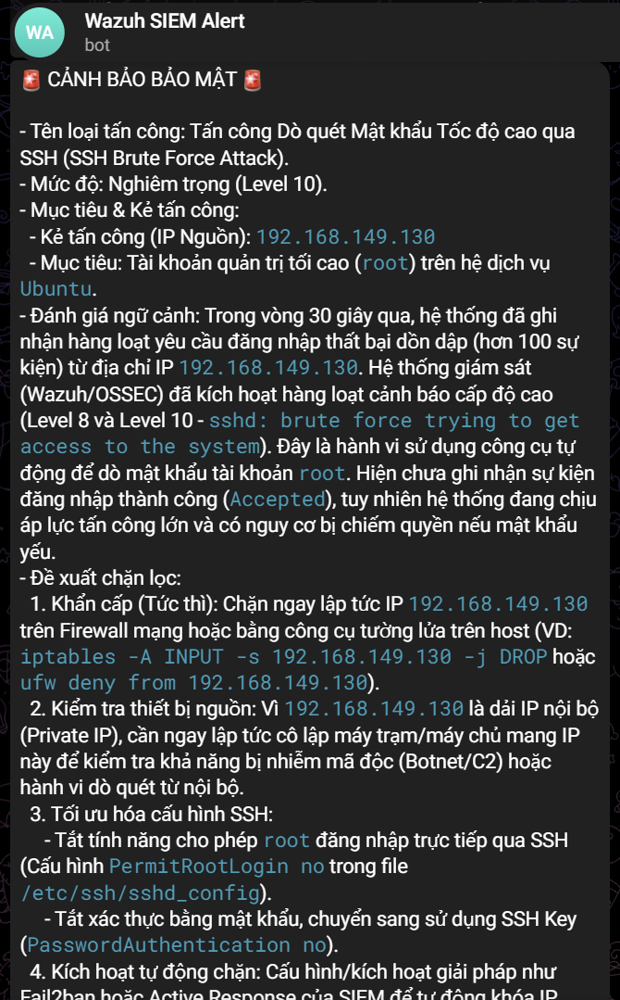 WA
Wazuh SIEM Alert
bot
🚨 CẢNH BẢO BẢO MẬT 🚨
- Tên loại tấn công: Tấn công Dò quét Mật khẩu Tốc độ cao qua
SSH (SSH Brute Force Attack).
- Mức độ: Nghiêm trọng (Level 10).
- Mục tiêu & Kẻ tấn công:
- Kẻ tấn công (IP Nguồn): 192.168.149.130
- Mục tiêu: Tài khoản quản trị tối cao (root) trên hệ dịch vụ
Ubuntu.
- Đánh giá ngữ cảnh: Trong vòng 30 giây qua, hệ thống đã ghi
nhận hàng loạt yêu cầu đăng nhập thất bại dồn dập (hơn 100 sự
kiện) từ địa chỉ IP 192.168.149.130. Hệ thống giám sát
(Wazuh/OSSEC) đã kích hoạt hàng loạt cảnh báo cấp độ cao
(Level 8 và Level 10 - sshd: brute force trying to get
access to the system). Đây là hành vi sử dụng công cụ tự
động để dò mật khẩu tài khoản root. Hiện chưa ghi nhận sự kiện
đăng nhập thành công (Accepted), tuy nhiên hệ thống đang chịu
áp lực tấn công lớn và có nguy cơ bị chiếm quyền nếu mật khẩu
yếu.
- Đề xuất chặn lọc:
1. Khẩn cấp (Tức thì): Chặn ngay lập tức IP 192.168.149.130
trên Firewall mạng hoặc bằng công cụ tường lửa trên host (VD:
iptables -A INPUT -s 192.168.149.130 -j DROP hoặc
ufw deny from 192.168.149.130).
2. Kiểm tra thiết bị nguồn: Vì 192.168.149.130 là dải IP nội bộ
(Private IP), cần ngay lập tức cô lập máy trạm/máy chủ mang IP
này để kiểm tra khả năng bị nhiễm mã độc (Botnet/C2) hoặc
hành vi dò quét từ nội bộ.
3. Tối ưu hóa cấu hình SSH:
- Tắt tính năng cho phép root đăng nhập trực tiếp qua SSH
(Cấu hình PermitRootLogin no trong file
/etc/ssh/sshd_config).
- Tắt xác thực bằng mật khẩu, chuyển sang sử dụng SSH Key
(PasswordAuthentication no).
4. Kích hoạt tự động chặn: Cấu hình/kích hoạt giải pháp như
Fail2ban hoặc Active Response của SIEM để tự động khóa IP